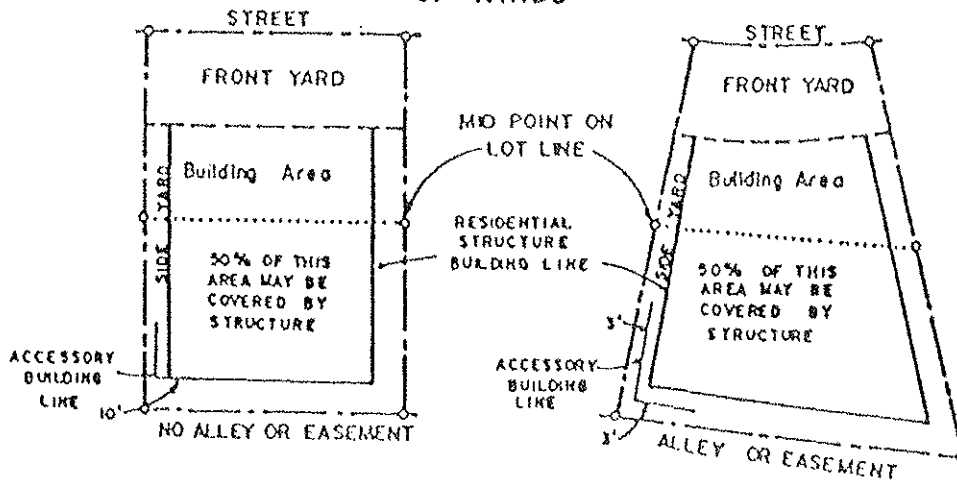 STREET
FRONT YARD
Building Area
SIDE YARD
50% OF THIS
AREA MAY BE
COVERED BY
STRUCTURE
ACCESSORY
BUILDING
LINE
10'
NO ALLEY OR EASEMENT
MID POINT ON
LOT LINE
RESIDENTIAL
STRUCTURE
BUILDING LINE
STREET
FRONT YARD
Building Area
SIDE YARD
50% OF THIS
AREA MAY BE
COVERED BY
STRUCTURE
3'
ACCESSORY
BUILDING
LINE
3'
ALLEY OR EASEMENT